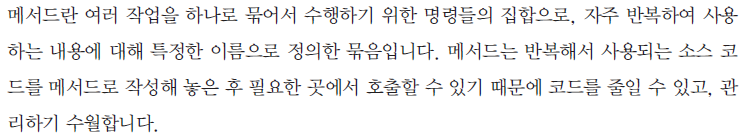 메서드란 여러 작업을 하나로 묶어서 수행하기 위한 명령들의 집합으로, 자주 반복하여 사용
하는 내용에 대해 특정한 이름으로 정의한 묶음입니다. 메서드는 반복해서 사용되는 소스 코
드를 메서드로 작성해 놓은 후 필요한 곳에서 호출할 수 있기 때문에 코드를 줄일 수 있고, 관
리하기 수월합니다.